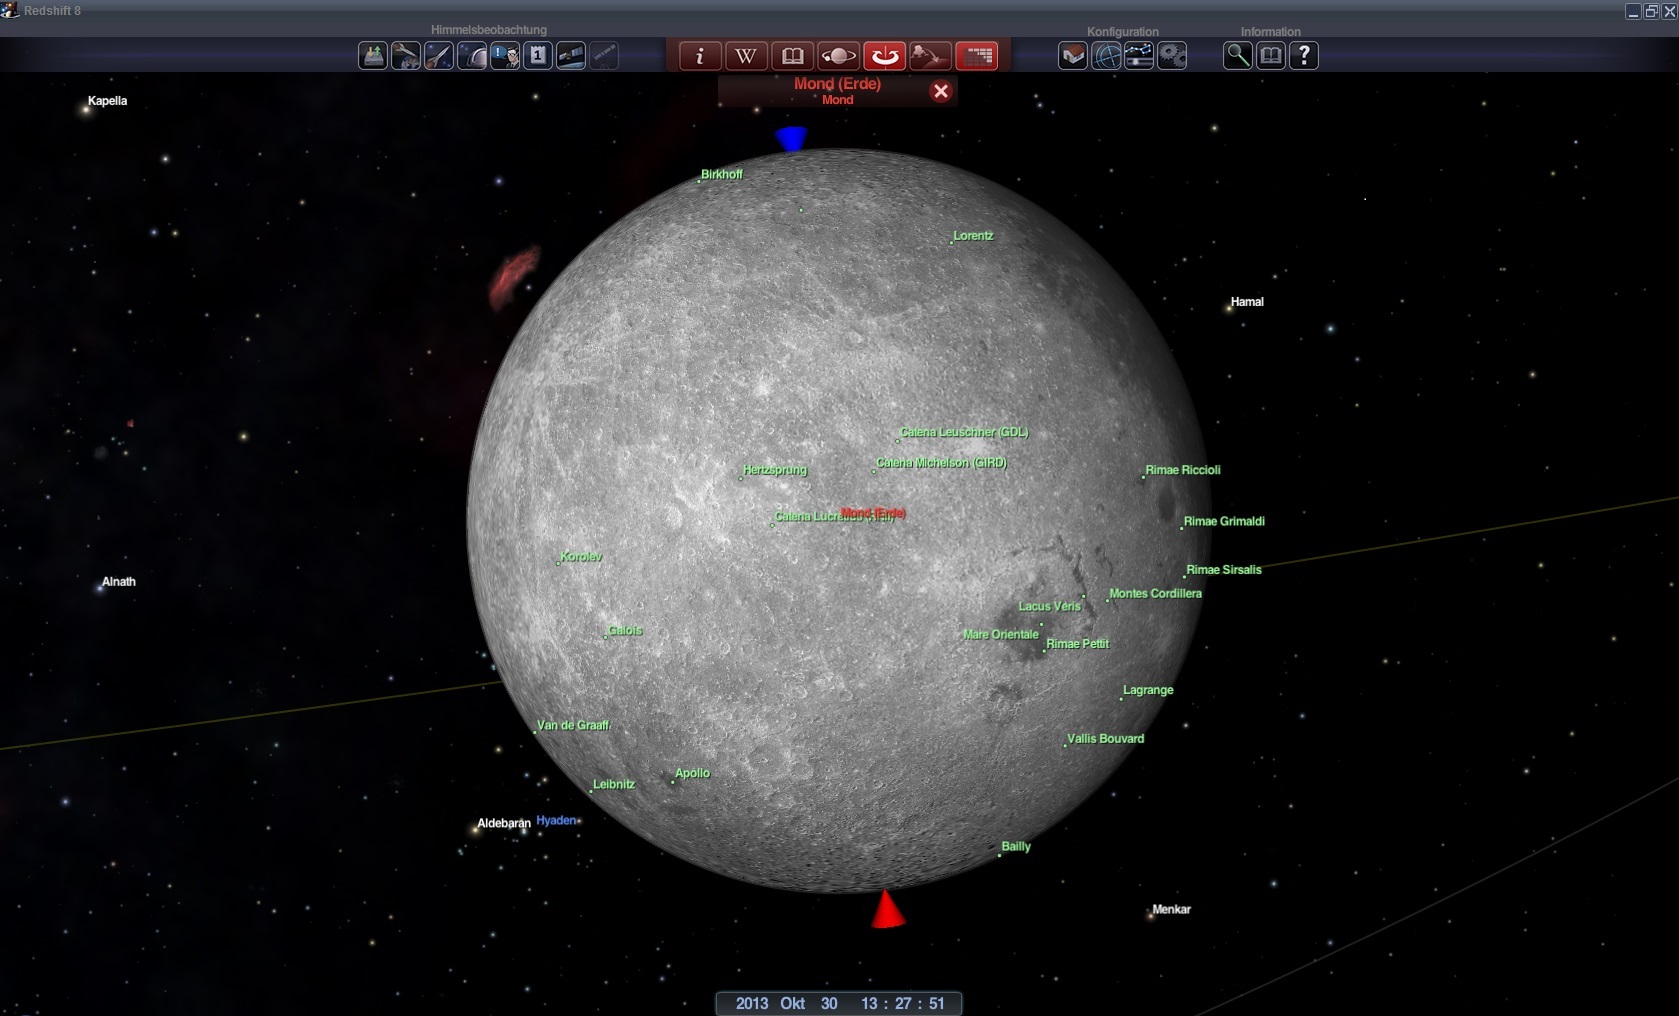 Redshift 8
Himmelsbeobachtung
Konfiguration
Information
1
i
W
?
Mond (Erde)
Mond
Kapella
Birkhoff
Lorentz
Hamal
Catena Leuschner (GDL)
Catena Michelson (GIRD)
Hertzsprung
Rimae Riccioli
Catena
Mond (Erde)
Rimae Grimaldi
Korolev
Rimae Sirsalis
Alnath
Montes Cordillera
Lacus Veris
Galois
Mare Orientale
Rimae Pettit
Lagrange
Van de Graaff
Vallis Bouvard
Apollo
Leibnitz
Aldebaran
Hyaden
Bailly
Menkar
2013 Okt 30 13 : 27 : 51